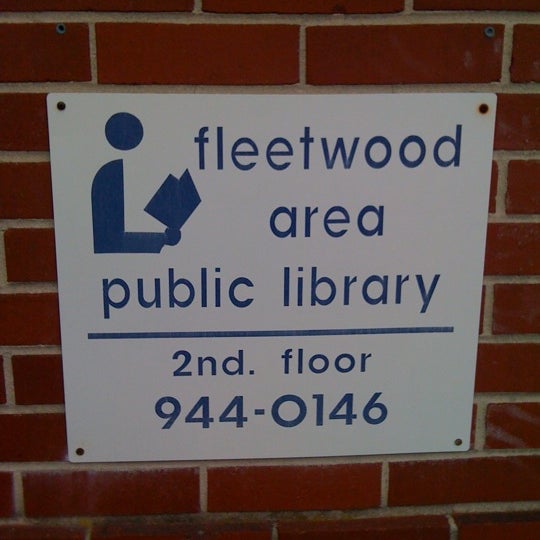 fleetwood
area
public library
2nd. floor
944-0146